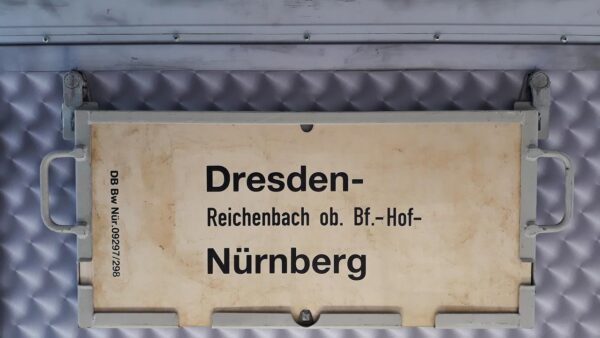 Dresden-
Reichenbach ob. Bf.-Hof-
Nürnberg
DB Bw Nür.09297/298